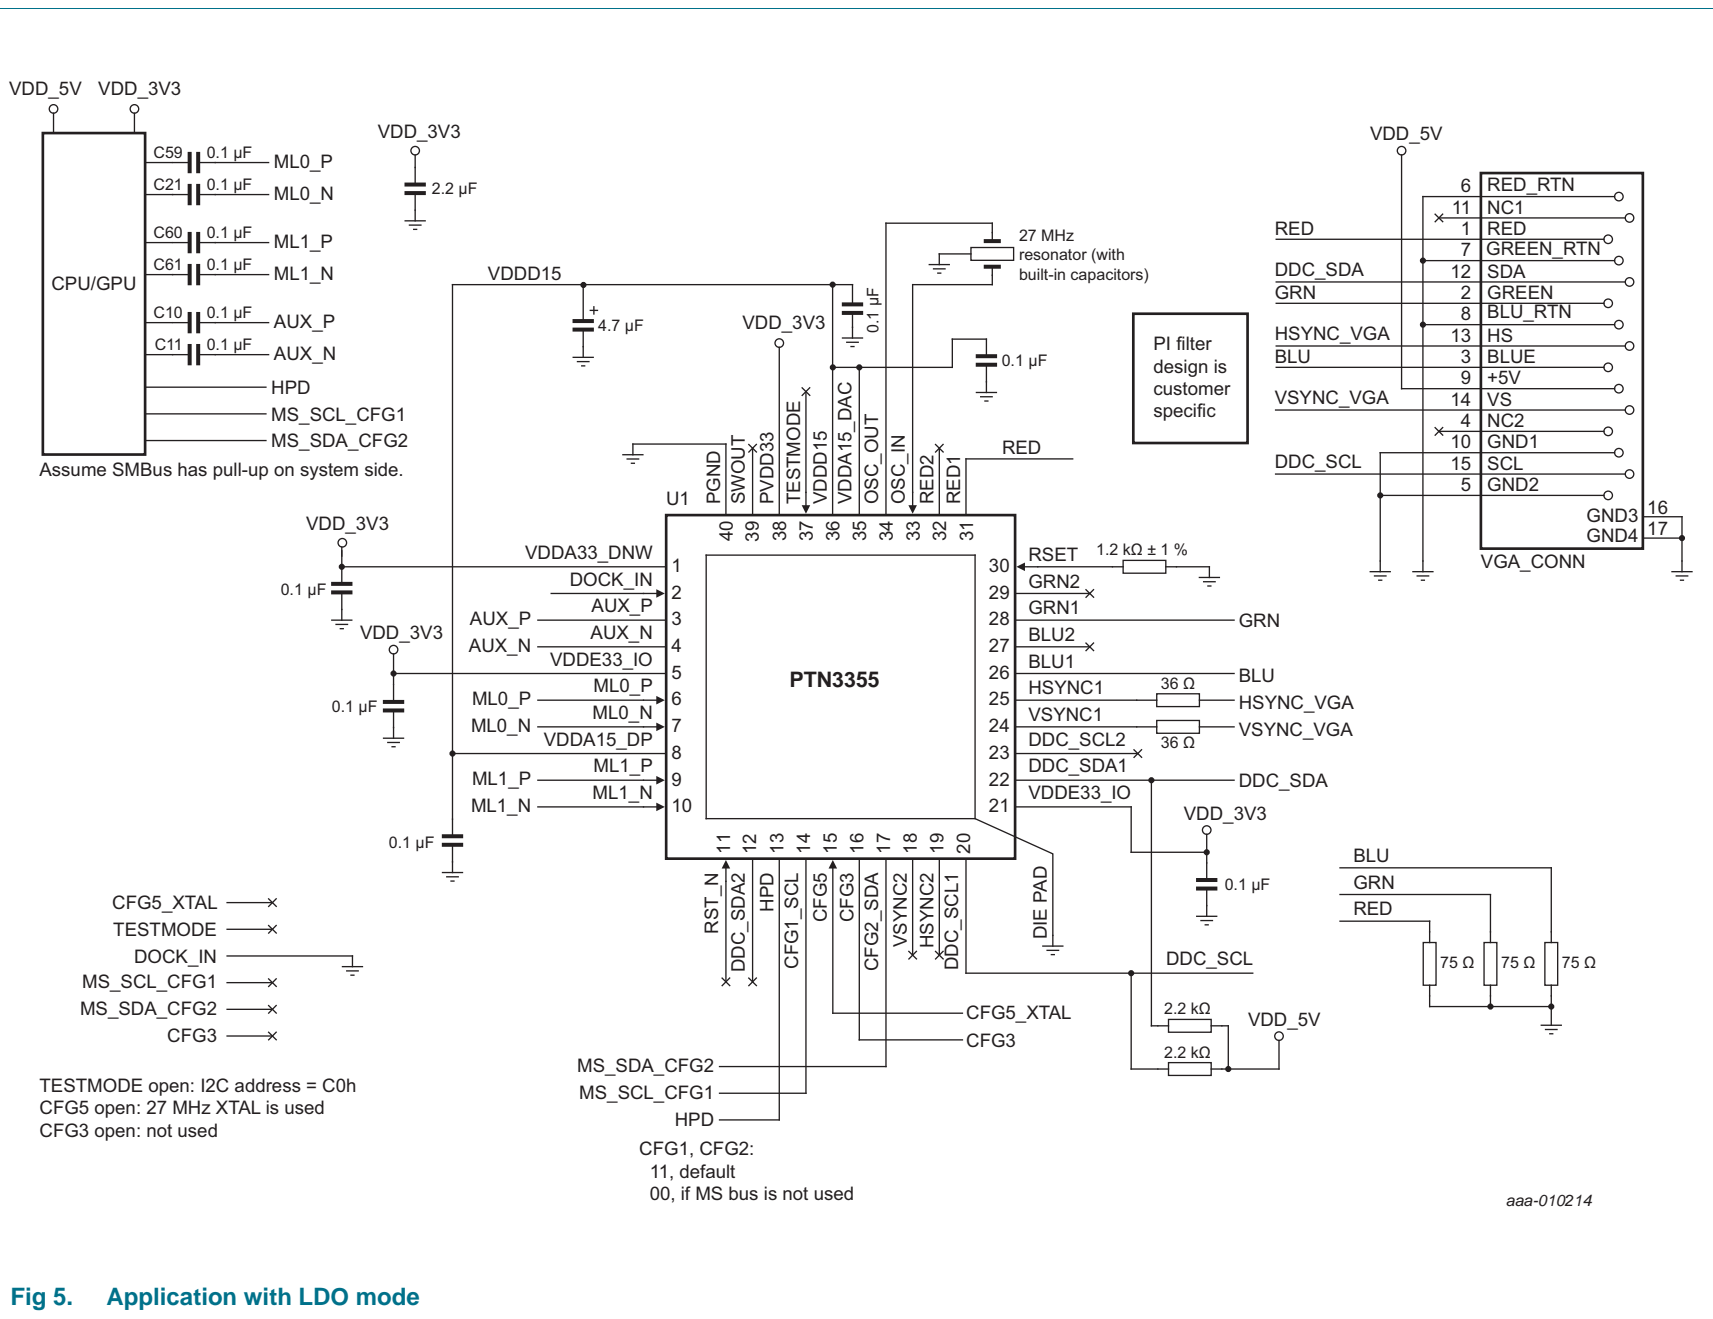 VDD_5V VDD_3V3
CPU/GPU
C59 0.1 μF ML0_P
C21 0.1 μF ML0_N
C60 0.1 μF ML1_P
C61 0.1 μF ML1_N
C10 0.1 μF AUX_P
C11 0.1 μF AUX_N
HPD
MS_SCL_CFG1
MS_SDA_CFG2
Assume SMBus has pull-up on system side.
VDD_3V3
2.2 μF
VDDD15
4.7 μF
+
VDD_3V3
0.1 μF
0.1 μF
27 MHz
resonator (with
built-in capacitors)
PI filter
design is
customer
specific
VDD_5V
6 RED_RTN
11 NC1
RED 1 RED
7 GREEN_RTN
DDC_SDA 12 SDA
GRN 2 GREEN
8 BLU_RTN
HSYNC_VGA 13 HS
BLU 3 BLUE
9 +5V
VSYNC_VGA 14 VS
4 NC2
10 GND1
DDC_SCL 15 SCL
5 GND2
GND3 16
GND4 17
VGA_CONN
U1
PGND 40
SWOUT 39
PVDD33 38
TESTMODE 37
VDDD15 36
VDDA15_DAC 35
OSC_OUT 34
OSC_IN 33
RED2 32
RED1 31
RED
VDD_3V3
0.1 μF
VDDA33_DNW 1
DOCK_IN 2
AUX_P AUX_P 3
AUX_N AUX_N 4
VDD_3V3
0.1 μF
VDDE33_IO 5
ML0_P ML0_P 6
ML0_N ML0_N 7
VDDA15_DP 8
ML1_P ML1_P 9
ML1_N ML1_N 10
0.1 μF
PTN3355
30 RSET 1.2 kΩ ± 1 %
29 GRN2
28 GRN1 GRN
27 BLU2
26 BLU1 BLU
25 HSYNC1 36 Ω HSYNC_VGA
24 VSYNC1 36 Ω VSYNC_VGA
23 DDC_SCL2
22 DDC_SDA1 DDC_SDA
21 VDDE33_IO
VDD_3V3
0.1 μF
11 RST_N
12 DDC_SDA2
13 HPD
14 CFG1_SCL
15 CFG5
16 CFG3
17 CFG2_SDA
18 VSYNC2
19 HSYNC2
20 DDC_SCL1
DIE PAD
DDC_SCL
2.2 kΩ
2.2 kΩ
VDD_5V
CFG5_XTAL
CFG3
MS_SDA_CFG2
MS_SCL_CFG1
HPD
CFG1, CFG2:
11, default
00, if MS bus is not used
BLU
GRN
RED
75 Ω 75 Ω 75 Ω
CFG5_XTAL
TESTMODE
DOCK_IN
MS_SCL_CFG1
MS_SDA_CFG2
CFG3
TESTMODE open: I2C address = C0h
CFG5 open: 27 MHz XTAL is used
CFG3 open: not used
aaa-010214
Fig 5. Application with LDO mode